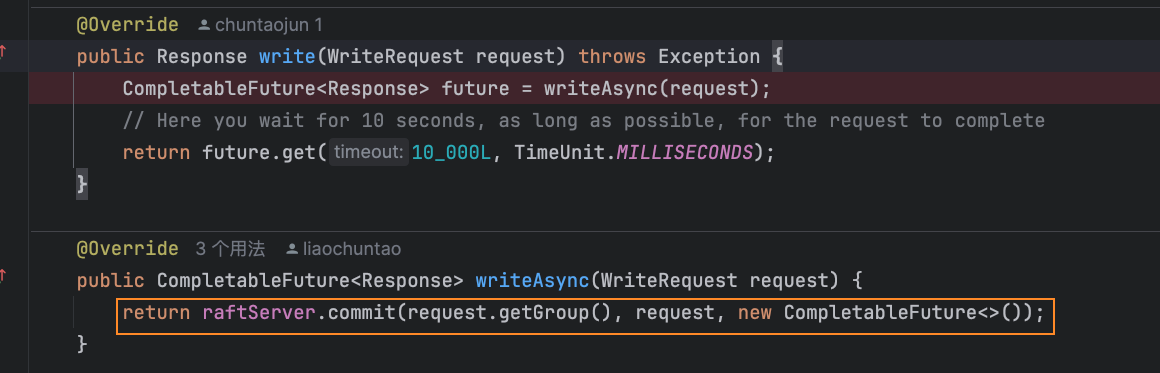 @Override chuntaojun 1
public Response write(WriteRequest request) throws Exception {
CompletableFuture<Response> future = writeAsync(request);
// Here you wait for 10 seconds, as long as possible, for the request to complete
return future.get( timeout: 10_000L, TimeUnit.MILLISECONDS);
}
@Override 3 个用法 liaochuntao
public CompletableFuture<Response> writeAsync(WriteRequest request) {
return raftServer.commit(request.getGroup(), request, new CompletableFuture<>());
}